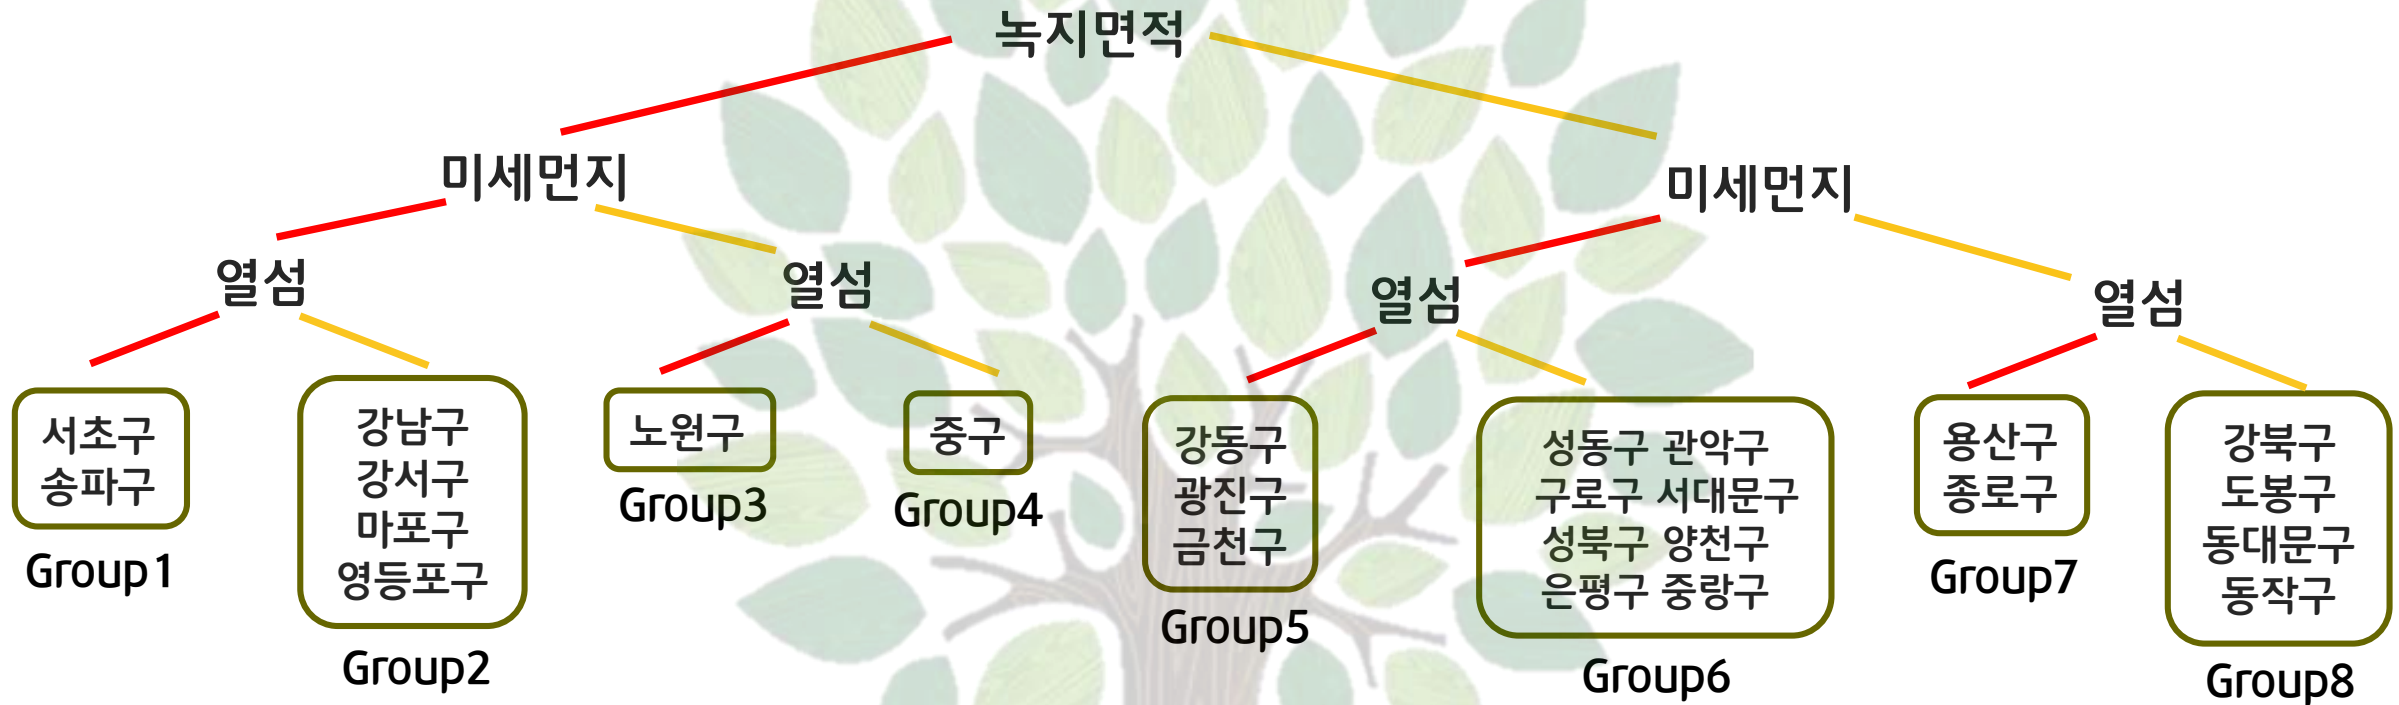 녹지면적
미세먼지
미세먼지
열섬
열섬
열섬
열섬
서초구
송파구
Group1
강남구
강서구
마포구
영등포구
Group2
노원구
Group3
중구
Group4
강동구
광진구
금천구
Group5
성동구 관악구
구로구 서대문구
성북구 양천구
은평구 중랑구
Group6
용산구
종로구
Group7
강북구
도봉구
동대문구
동작구
Group8